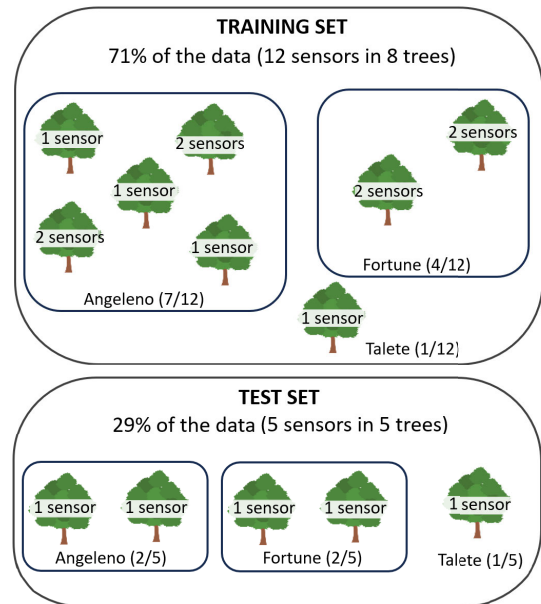 TRAINING SET
71% of the data (12 sensors in 8 trees)
1 sensor
2 sensors
1 sensor
2 sensors
1 sensor
Angeleno (7/12)
2 sensors
2 sensors
Fortune (4/12)
1 sensor
Talete (1/12)
TEST SET
29% of the data (5 sensors in 5 trees)
1 sensor
1 sensor
Angeleno (2/5)
1 sensor
1 sensor
Fortune (2/5)
1 sensor
Talete (1/5)